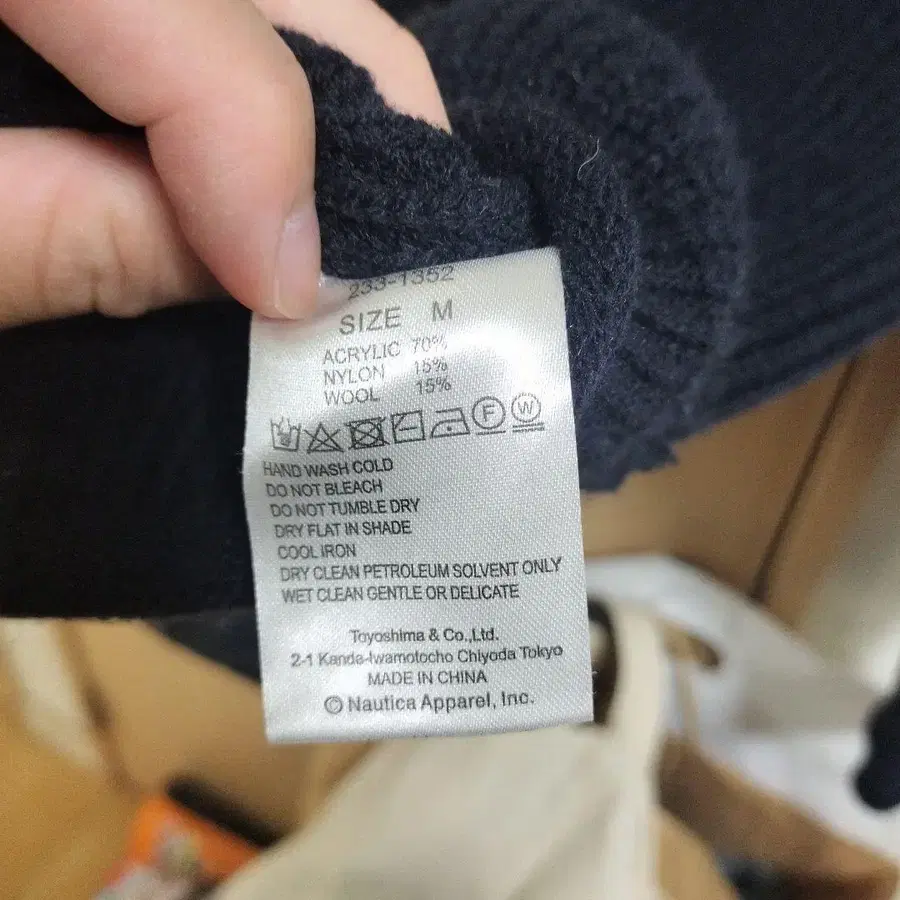 233-1352
SIZE M
ACRYLIC 70%
NYLON 15%
WOOL 15%
F W
HAND WASH COLD
DO NOT BLEACH
DO NOT TUMBLE DRY
DRY FLAT IN SHADE
COOL IRON
DRY CLEAN PETROLEUM SOLVENT ONLY
WET CLEAN GENTLE OR DELICATE
Toyoshima & Co.,Ltd.
2-1 Kanda-Iwamotocho Chiyoda Tokyo
MADE IN CHINA
© Nautica Apparel, Inc.